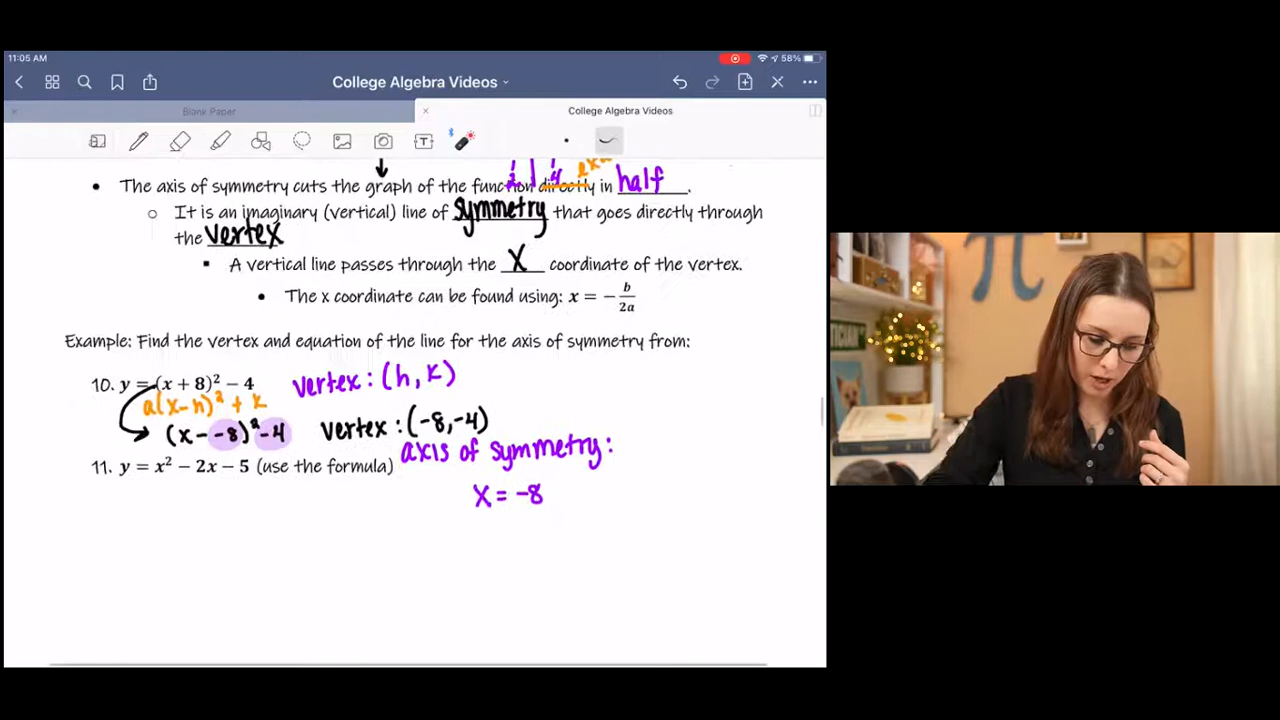 11:05 AM
58%
College Algebra Videos
Blank Paper
College Algebra Videos
The axis of symmetry cuts the graph of the function directly in half.
It is an imaginary (vertical) line of symmetry that goes directly through
the vertex
A vertical line passes through the x coordinate of the vertex.
The x coordinate can be found using: x = − b/2a
Example: Find the vertex and equation of the line for the axis of symmetry from:
10. y = (x + 8)² − 4 vertex: (h, k)
a(x-h)² + k
(x - -8)² -4 vertex: (-8, -4)
axis of symmetry:
11. y = x² − 2x − 5 (use the formula)
x = -8